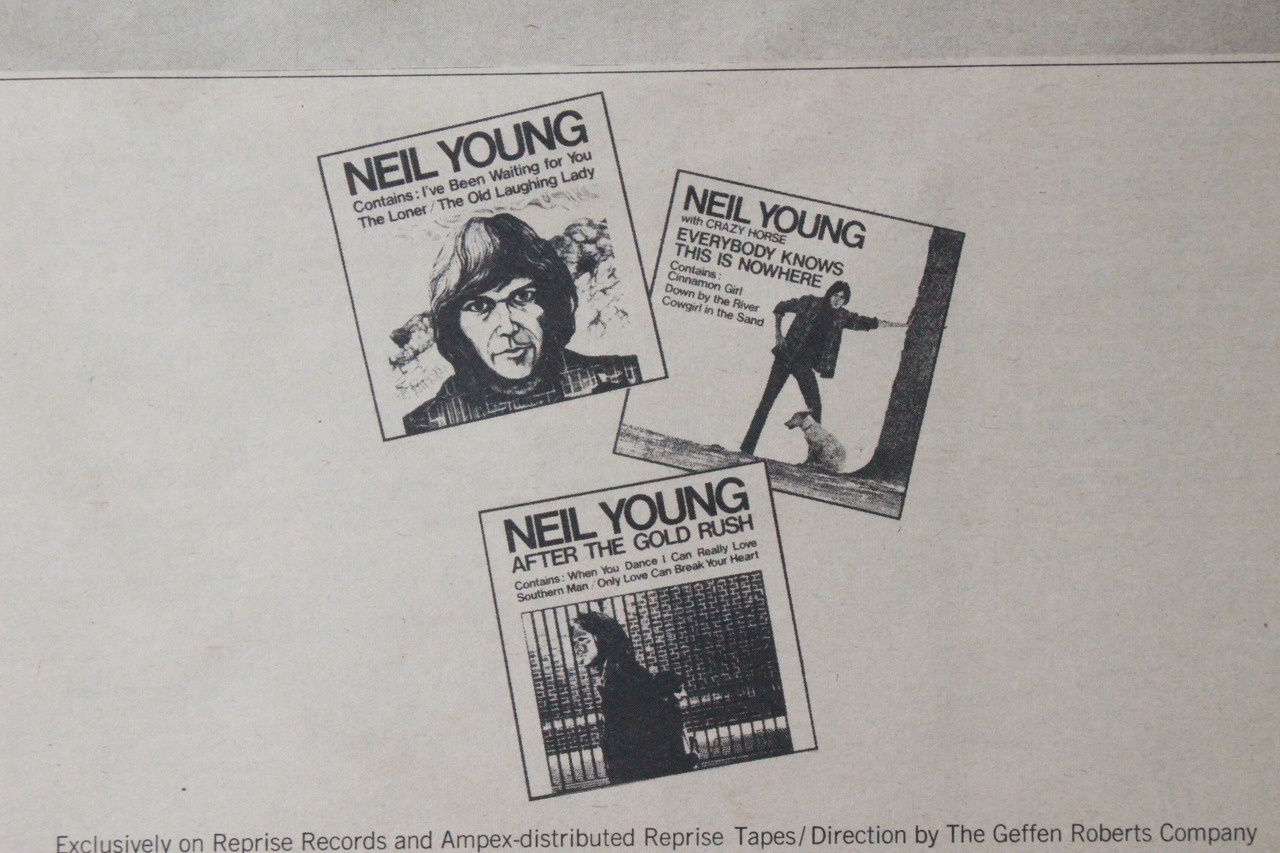 NEIL YOUNG
Contains: I've Been Waiting for You
The Loner / The Old Laughing Lady
NEIL YOUNG
with CRAZY HORSE
EVERYBODY KNOWS
THIS IS NOWHERE
Contains:
Cinnamon Girl
Down by the River
Cowgirl in the Sand
NEIL YOUNG
AFTER THE GOLD RUSH
Contains: When You Dance I Can Really Love
Southern Man / Only Love Can Break Your Heart
Exclusively on Reprise Records and Ampex-distributed Reprise Tapes/Direction by The Geffen Roberts Company